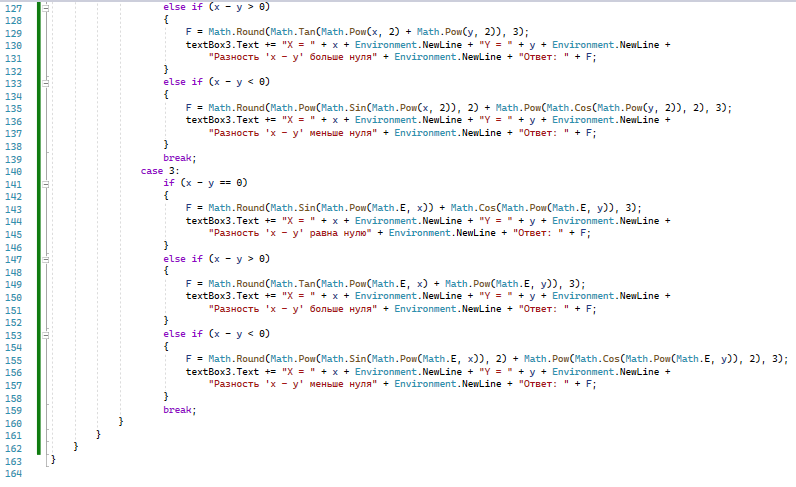 127 else if (x - y > 0)
128 {
129 F = Math.Round(Math.Tan(Math.Pow(x, 2) + Math.Pow(y, 2)), 3);
130 textBox3.Text += "X = " + x + Environment.NewLine + "Y = " + y + Environment.NewLine +
131 "Разность 'x - y' больше нуля" + Environment.NewLine + "Ответ: " + F;
132 }
133 else if (x - y < 0)
134 {
135 F = Math.Round(Math.Pow(Math.Sin(Math.Pow(x, 2)), 2) + Math.Pow(Math.Cos(Math.Pow(y, 2)), 2), 3);
136 textBox3.Text += "X = " + x + Environment.NewLine + "Y = " + y + Environment.NewLine +
137 "Разность 'x - y' меньше нуля" + Environment.NewLine + "Ответ: " + F;
138 }
139 break;
140 case 3:
141 if (x - y == 0)
142 {
143 F = Math.Round(Math.Sin(Math.Pow(Math.E, x)) + Math.Cos(Math.Pow(Math.E, y)), 3);
144 textBox3.Text += "X = " + x + Environment.NewLine + "Y = " + y + Environment.NewLine +
145 "Разность 'x - y' равна нулю" + Environment.NewLine + "Ответ: " + F;
146 }
147 else if (x - y > 0)
148 {
149 F = Math.Round(Math.Tan(Math.Pow(Math.E, x) + Math.Pow(Math.E, y)), 3);
150 textBox3.Text += "X = " + x + Environment.NewLine + "Y = " + y + Environment.NewLine +
151 "Разность 'x - y' больше нуля" + Environment.NewLine + "Ответ: " + F;
152 }
153 else if (x - y < 0)
154 {
155 F = Math.Round(Math.Pow(Math.Sin(Math.Pow(Math.E, x)), 2) + Math.Pow(Math.Cos(Math.Pow(Math.E, y)), 2), 3);
156 textBox3.Text += "X = " + x + Environment.NewLine + "Y = " + y + Environment.NewLine +
157 "Разность 'x - y' меньше нуля" + Environment.NewLine + "Ответ: " + F;
158 }
159 break;
160 }
161 }
162 }
163 }
164